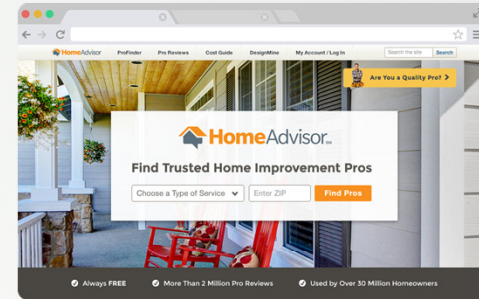 HomeAdvisor ProFinder Pro Reviews Cost Guide DesignMine My Account / Log In Search the site Search
Are You a Quality Pro?
HomeAdvisor
Find Trusted Home Improvement Pros
Choose a Type of Service Enter ZIP Find Pros
Always FREE More Than 2 Million Pro Reviews Used by Over 30 Million Homeowners